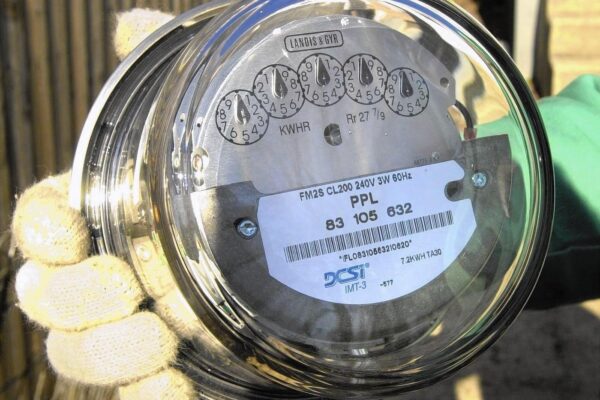 LANDIS & GYR
KWHR
Rr 27 7/9
FM2S CL200 240V 3W 60Hz
PPL
83 105 632
7.2KWH TA30
DCSI
IMT-3
-577